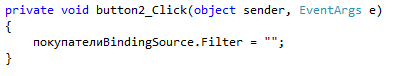 private void button2_Click(object sender, EventArgs e)
{
покупателиBindingSource.Filter = "";
}